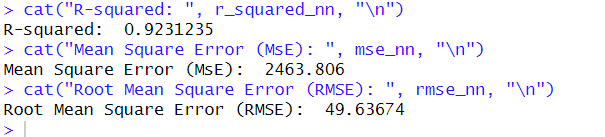 > cat("R-squared: ", r_squared_nn, "\n")
R-squared:  0.9231235
> cat("Mean Square Error (MsE): ", mse_nn, "\n")
Mean Square Error (MsE):  2463.806
> cat("Root Mean Square Error (RMSE): ", rmse_nn, "\n")
Root Mean Square Error (RMSE):  49.63674
>